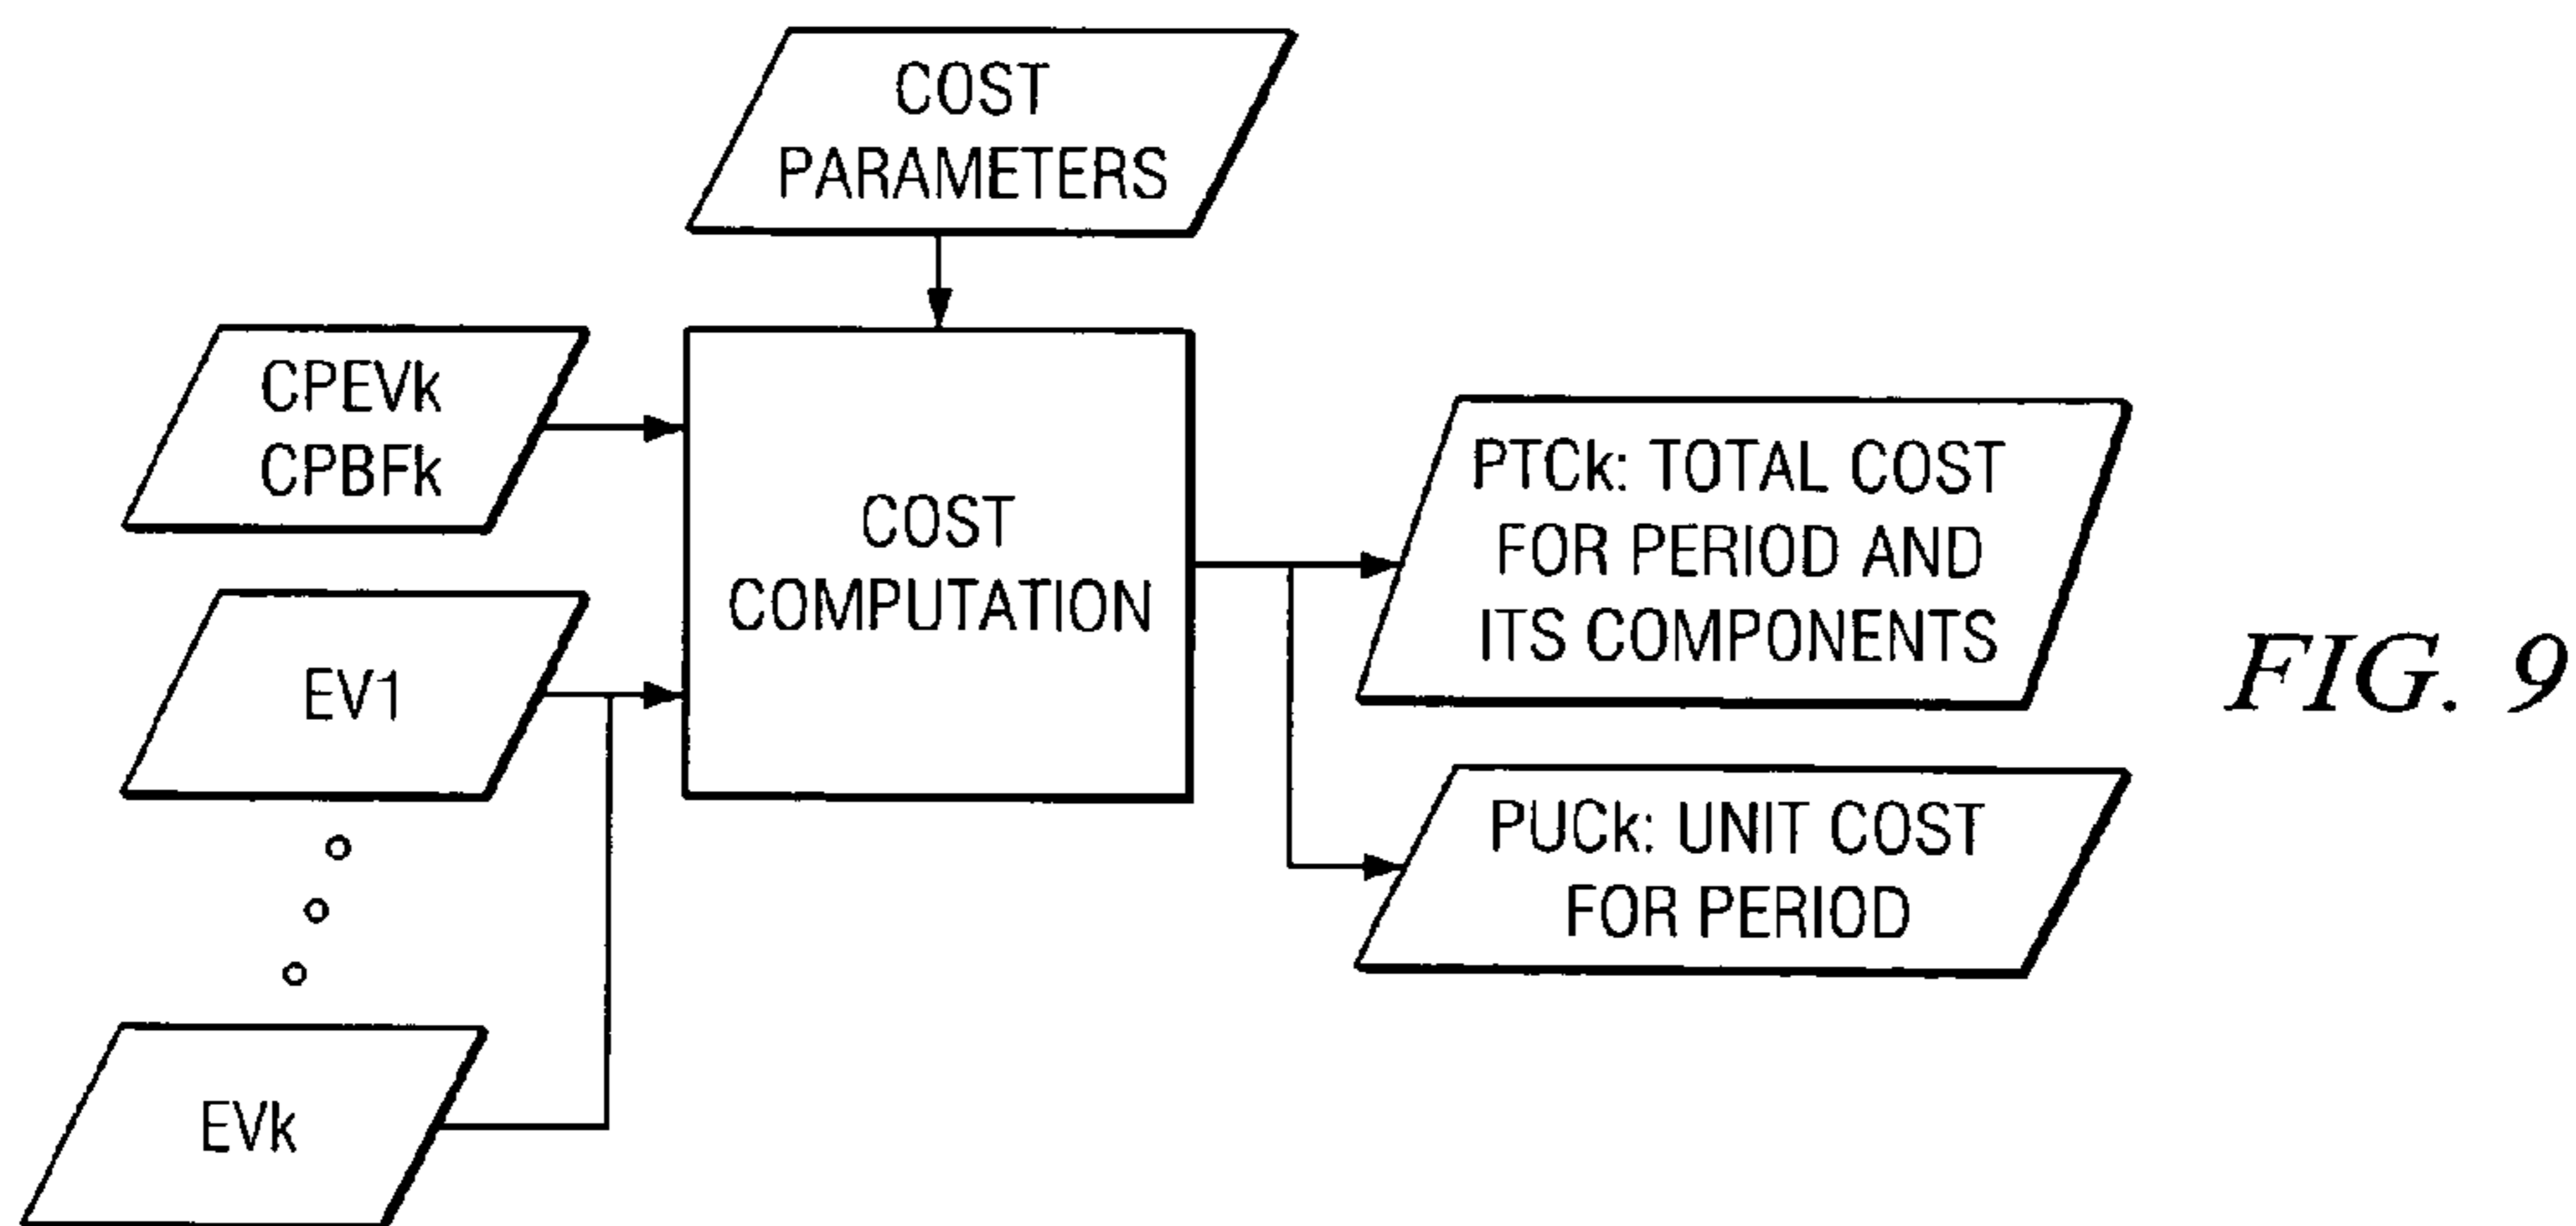 COST
PARAMETERS
CPEVk
CPBFk
COST
COMPUTATION
EV1
EVk
PTCk: TOTAL COST
FOR PERIOD AND
ITS COMPONENTS
PUCk: UNIT COST
FOR PERIOD
FIG. 9